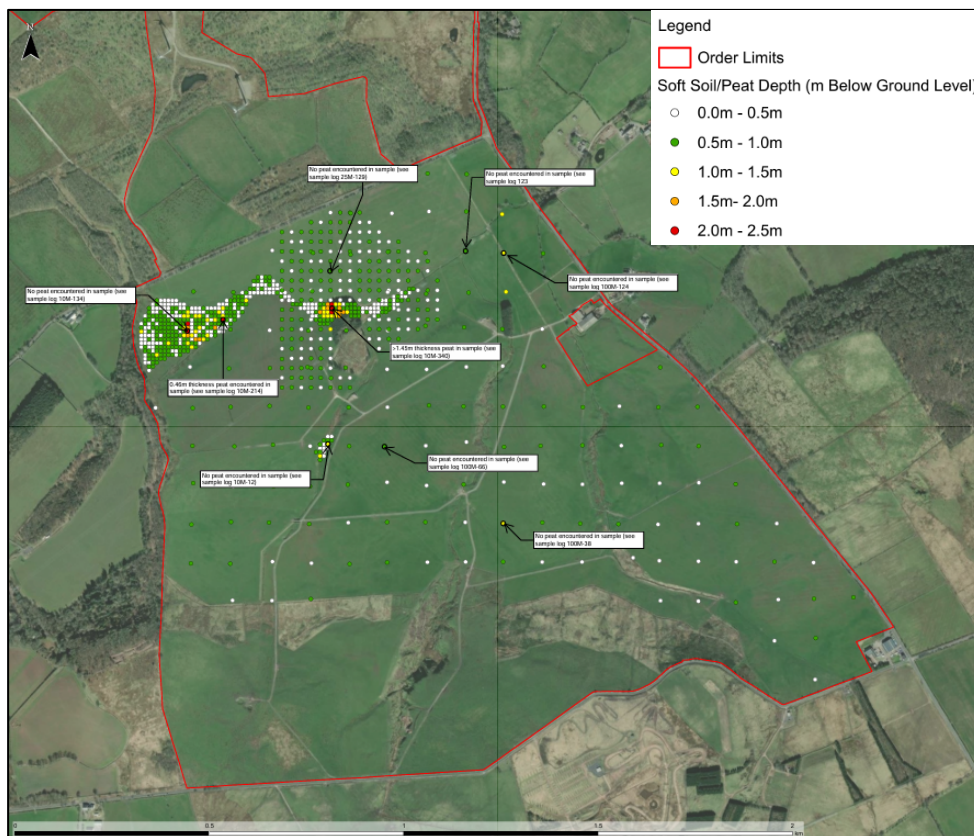 N
Legend
Order Limits
Soft Soil/Peat Depth (m Below Ground Level)
0.0m - 0.5m
0.5m - 1.0m
1.0m - 1.5m
1.5m- 2.0m
2.0m - 2.5m
No peat encountered in sample (see
sample log 25M-129)
No peat encountered in sample (see
sample log 123
No peat encountered in sample (see
sample log 100M-124
No peat encountered in sample (see
sample log 10M-134)
>1.45m thickness peat in sample (see
sample log 10M-340)
0.46m thickness peat encountered in
sample (see sample log 10M-214)
No peat encountered in sample (see
sample log 100M-66)
No peat encountered in sample (see
sample log 10M-12)
No peat encountered in sample (see
sample log 100M-38
0 0.5 1 1.5 2
km